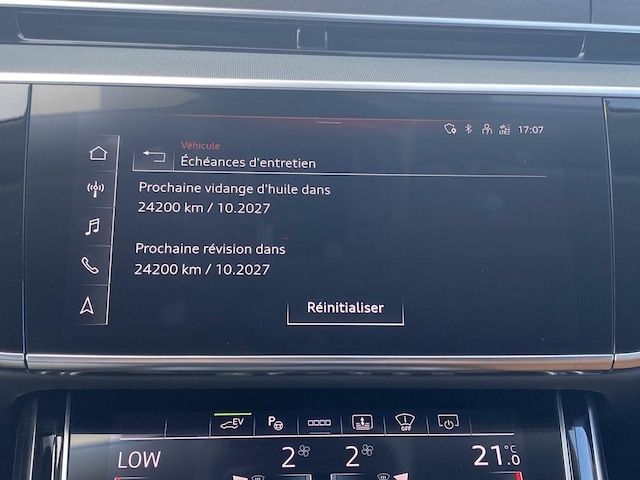 17:07
Véhicule
Échéances d'entretien
Prochaine vidange d'huile dans
24200 km / 10.2027
Prochaine révision dans
24200 km / 10.2027
Réinitialiser
EV
P
OFF
LOW 2 2 21.0 °C